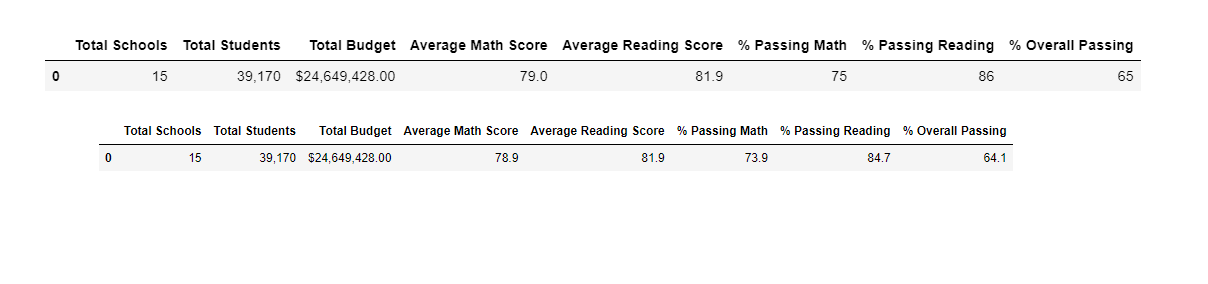 Total Schools Total Students Total Budget Average Math Score Average Reading Score % Passing Math % Passing Reading % Overall Passing
0 15 39,170 $24,649,428.00 79.0 81.9 75 86 65
Total Schools Total Students Total Budget Average Math Score Average Reading Score % Passing Math % Passing Reading % Overall Passing
0 15 39,170 $24,649,428.00 78.9 81.9 73.9 84.7 64.1